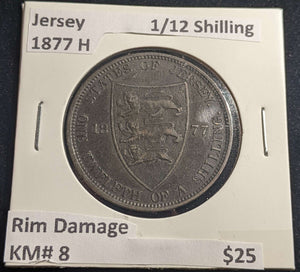 Jersey 1/12 Shilling
1877 H
STATES OF JERSEY
18 77
TWELFTH OF A SHILLING
Rim Damage
KM# 8 $25